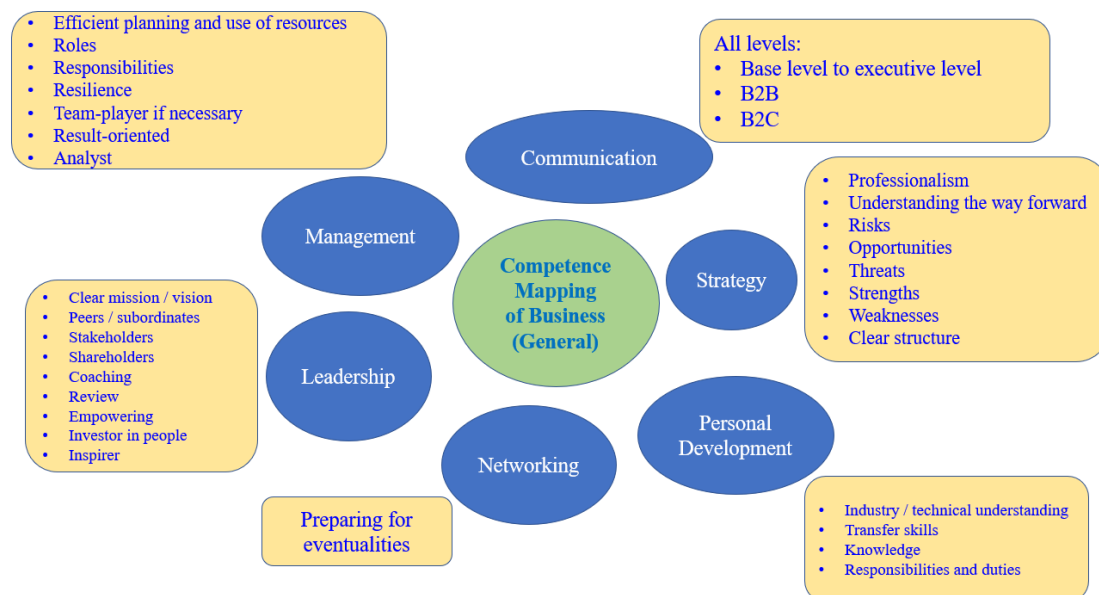 • Efficient planning and use of resources
• Roles
• Responsibilities
• Resilience
• Team-player if necessary
• Result-oriented
• Analyst
All levels:
• Base level to executive level
• B2B
• B2C
Communication
Management
• Professionalism
• Understanding the way forward
• Risks
• Opportunities
• Threats
• Strengths
• Weaknesses
• Clear structure
Strategy
Competence
Mapping
of Business
(General)
• Clear mission / vision
• Peers / subordinates
• Stakeholders
• Shareholders
• Coaching
• Review
• Empowering
• Investor in people
• Inspirer
Leadership
Personal
Development
Networking
Preparing for
eventualities
• Industry / technical understanding
• Transfer skills
• Knowledge
• Responsibilities and duties